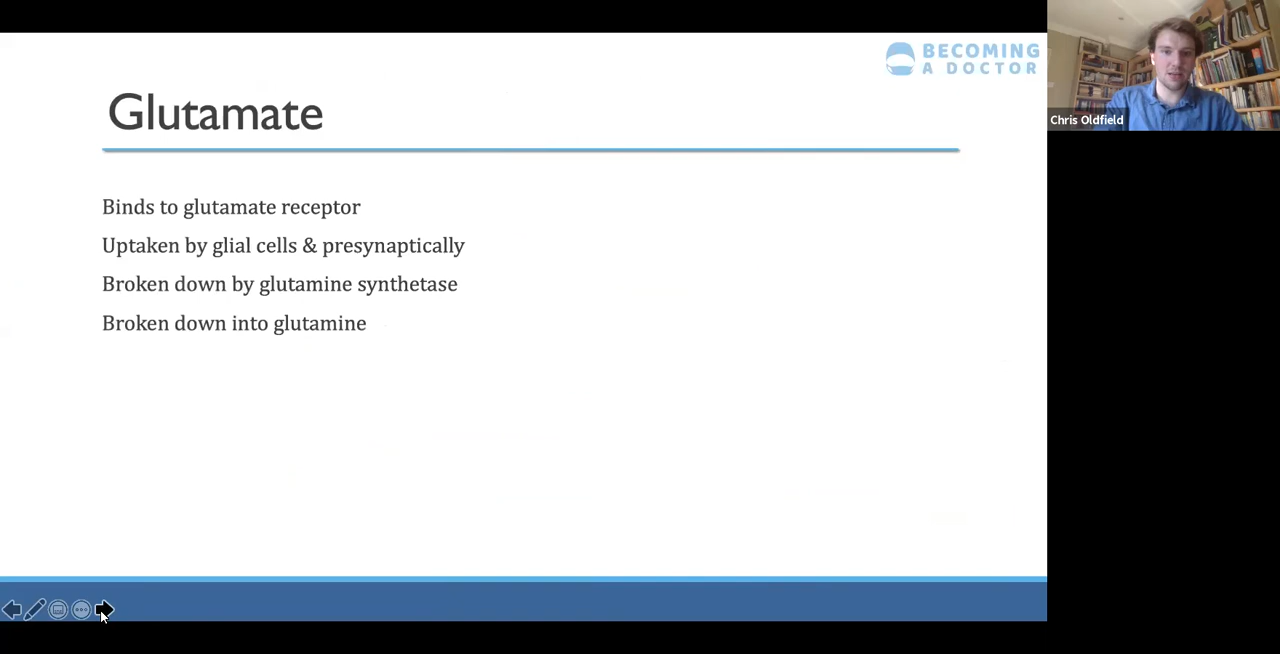 BECOMING
A DOCTOR
Glutamate
Binds to glutamate receptor
Uptaken by glial cells & presynaptically
Broken down by glutamine synthetase
Broken down into glutamine
Chris Oldfield